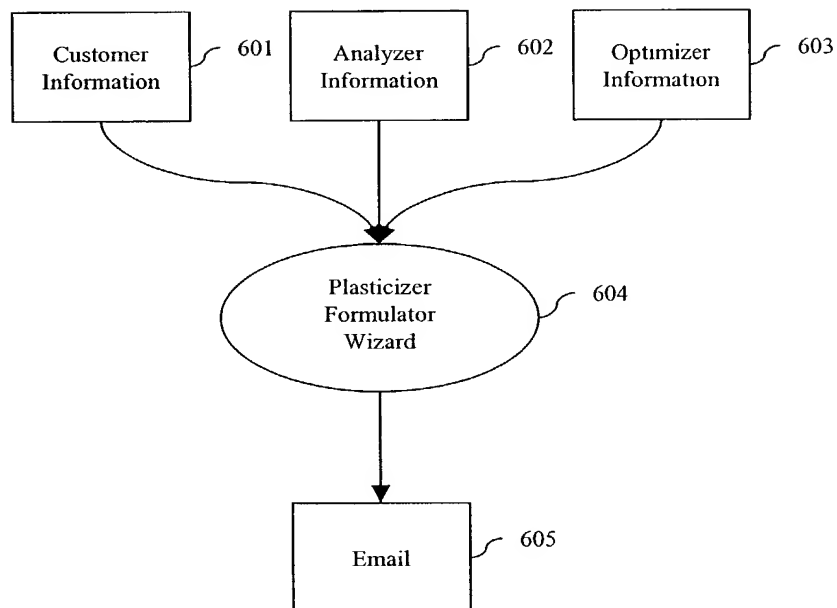 Customer
Information
601
Analyzer
Information
602
Optimizer
Information
603
Plasticizer
Formulator
Wizard
604
Email
605